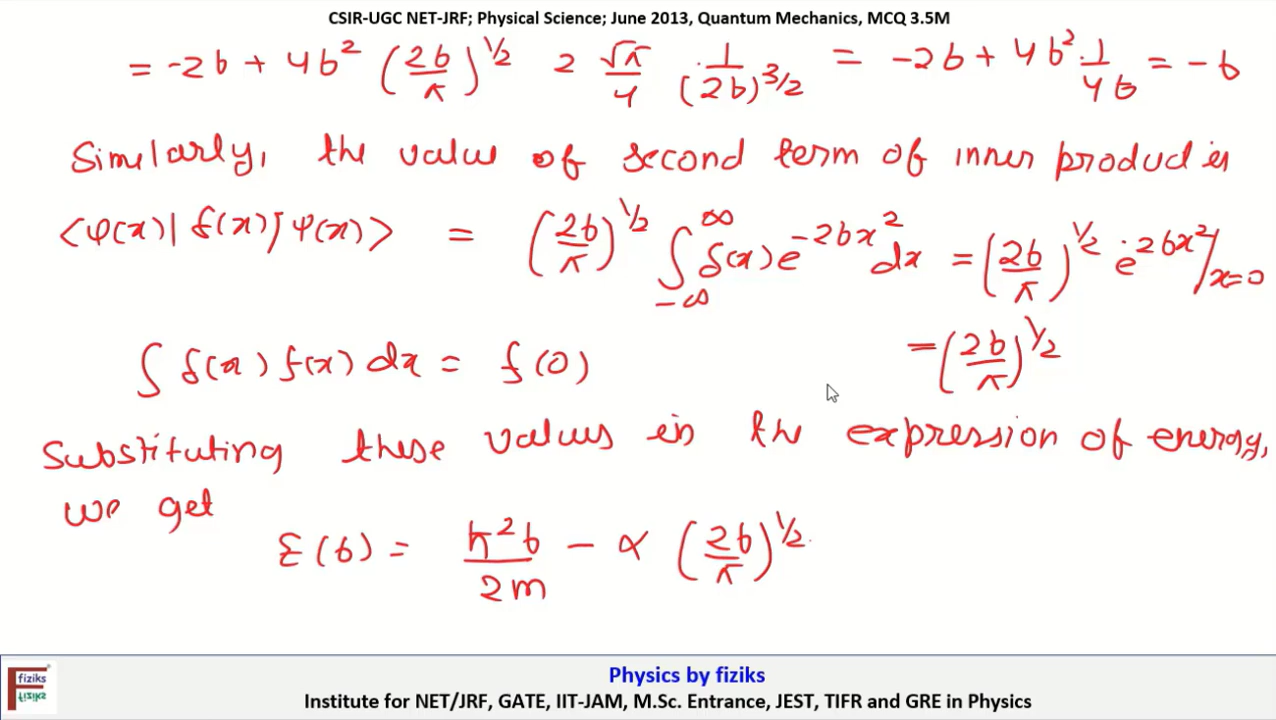 CSIR-UGC NET-JRF; Physical Science; June 2013, Quantum Mechanics, MCQ 3.5M
= -2b + 4b² (2b/π)^1/2 2 √π/4 · 1/(2b)^3/2 = -2b + 4b² · 1/4b = -b
Similarly, the value of second term of inner product is
<ψ(x)| δ(x) | ψ(x)> = (2b/π)^1/2 ∫_-∞^∞ δ(x) e^-2bx² dx = (2b/π)^1/2 e^-2bx² /x=0
∫ δ(x) f(x) dx = f(0) = (2b/π)^1/2
Substituting these values in the expression of energy,
we get
E(b) = ħ²b/2m - α (2b/π)^1/2
fiziks
Physics by fiziks
Institute for NET/JRF, GATE, IIT-JAM, M.Sc. Entrance, JEST, TIFR and GRE in Physics